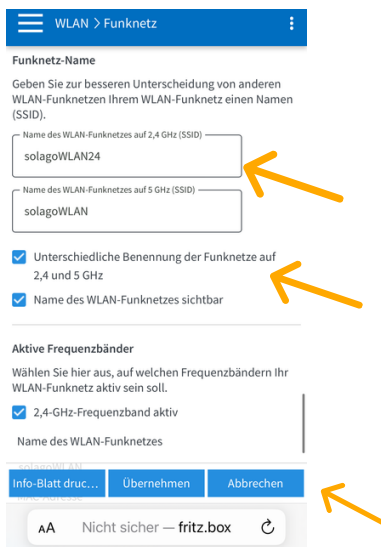 WLAN > Funknetz
Funknetz-Name
Geben Sie zur besseren Unterscheidung von anderen
WLAN-Funknetzen Ihrem WLAN-Funknetz einen Namen
(SSID).
Name des WLAN-Funknetzes auf 2,4 GHz (SSID)
solagoWLAN24
Name des WLAN-Funknetzes auf 5 GHz (SSID)
solagoWLAN
Unterschiedliche Benennung der Funknetze auf
2,4 und 5 GHz
Name des WLAN-Funknetzes sichtbar
Aktive Frequenzbänder
Wählen Sie hier aus, auf welchen Frequenzbändern Ihr
WLAN-Funknetz aktiv sein soll.
2,4-GHz-Frequenzband aktiv
Name des WLAN-Funknetzes
solagoWLAN
Info-Blatt druc... Übernehmen Abbrechen
MAC-Adresse
AA Nicht sicher — fritz.box